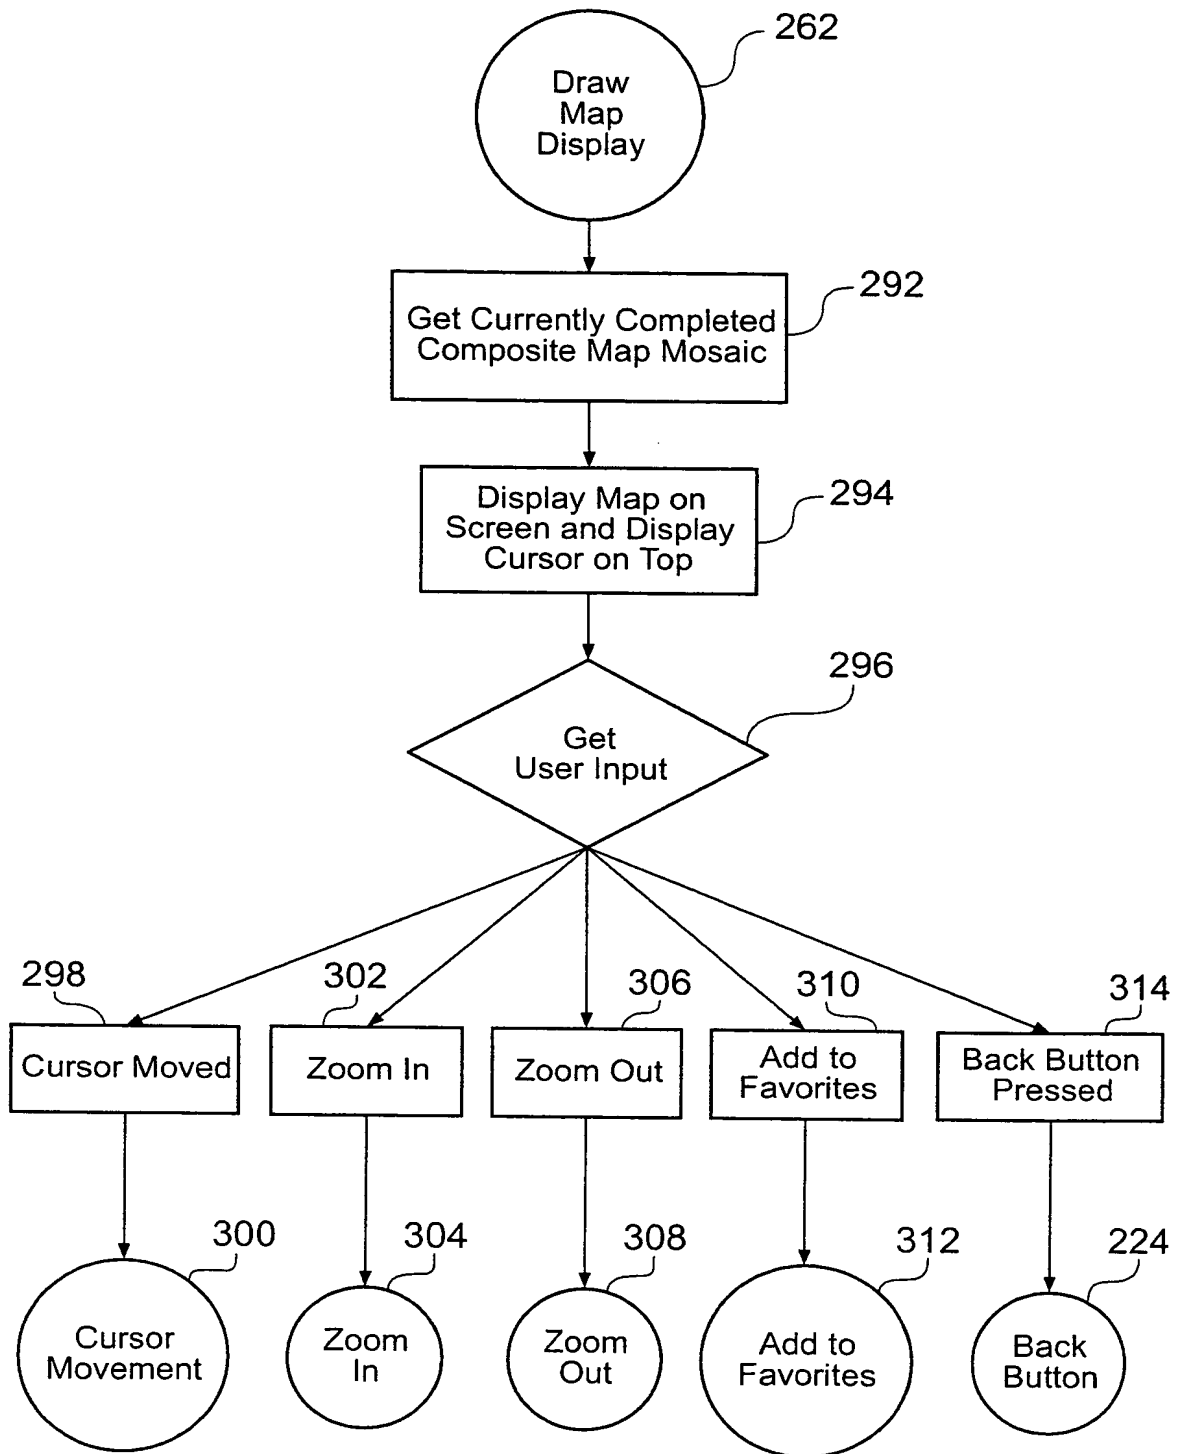 262
Draw
Map
Display
292
Get Currently Completed
Composite Map Mosaic
294
Display Map on
Screen and Display
Cursor on Top
296
Get
User Input
298
302
306
310
314
Cursor Moved
Zoom In
Zoom Out
Add to
Favorites
Back Button
Pressed
300
304
308
312
224
Cursor
Movement
Zoom
In
Zoom
Out
Add to
Favorites
Back
Button